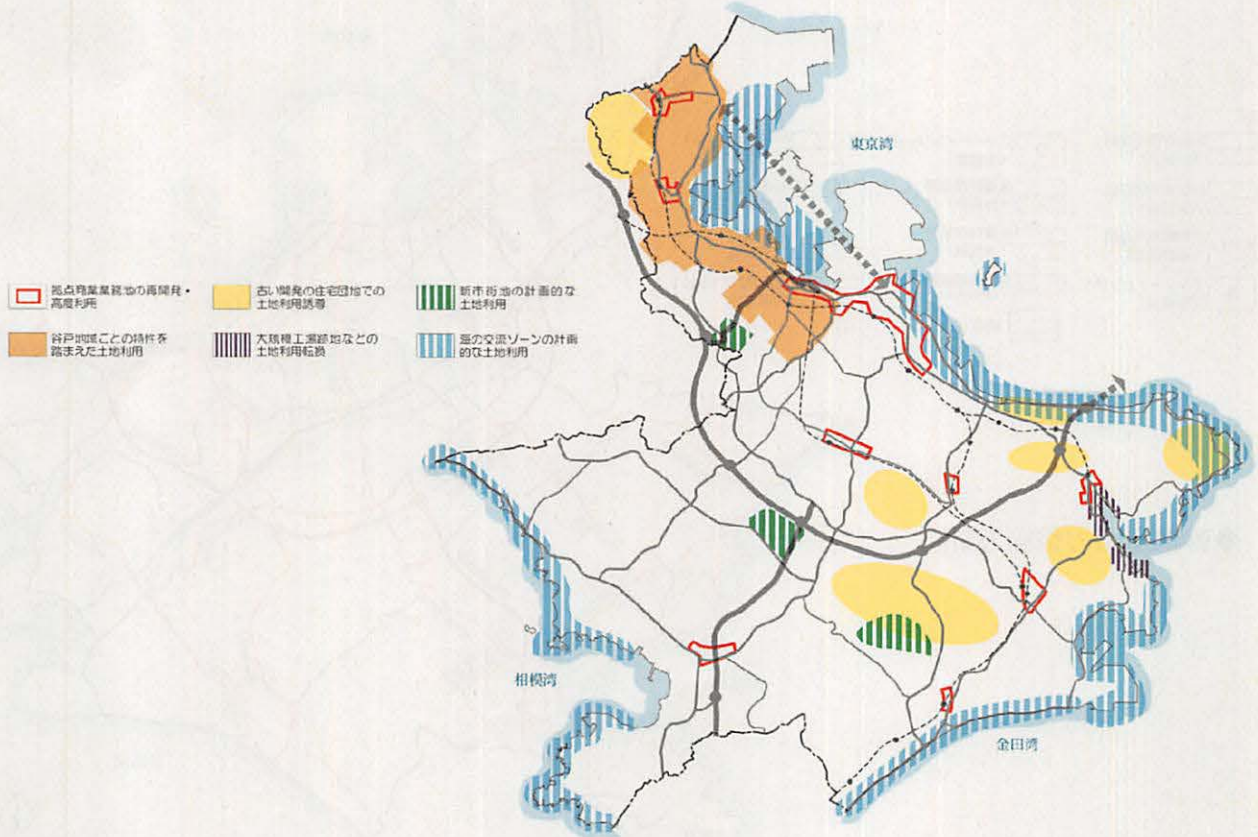 東京湾
拠点商業業務地の再開発・
高度利用
古い開発の住宅団地での
土地利用誘導
新市街地の計画的な
土地利用
谷戸地域ごとの特性を
踏まえた土地利用
大規模工場跡地などの
土地利用転換
海の交流ゾーンの計画
的な土地利用
相模湾
金田湾